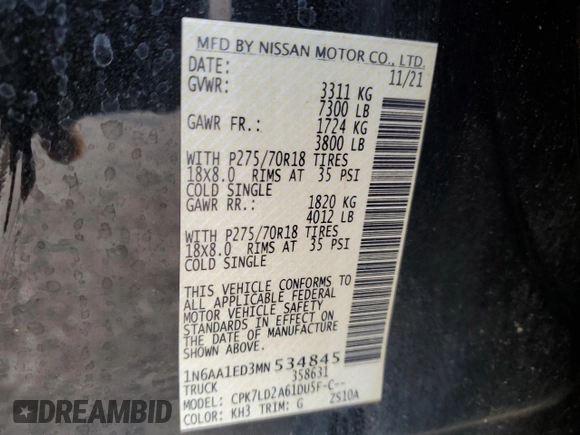 MFD BY NISSAN MOTOR CO., LTD.
DATE: 11/21
GVWR: 3311 KG
7300 LB
GAWR FR.: 1724 KG
3800 LB
WITH P275/70R18 TIRES
18X8.0 RIMS AT 35 PSI
COLD SINGLE
GAWR RR.: 1820 KG
4012 LB
WITH P275/70R18 TIRES
18X8.0 RIMS AT 35 PSI
COLD SINGLE
THIS VEHICLE CONFORMS TO
ALL APPLICABLE FEDERAL
MOTOR VEHICLE SAFETY
STANDARDS IN EFFECT ON
THE DATE OF MANUFACTURE
SHOWN ABOVE.
1N6AA1ED3MN534845
TRUCK 358631
MODEL: CPK7LD2A61DU5F-C--
COLOR: KH3 TRIM: G ZS10A
DREAMBID
.COM